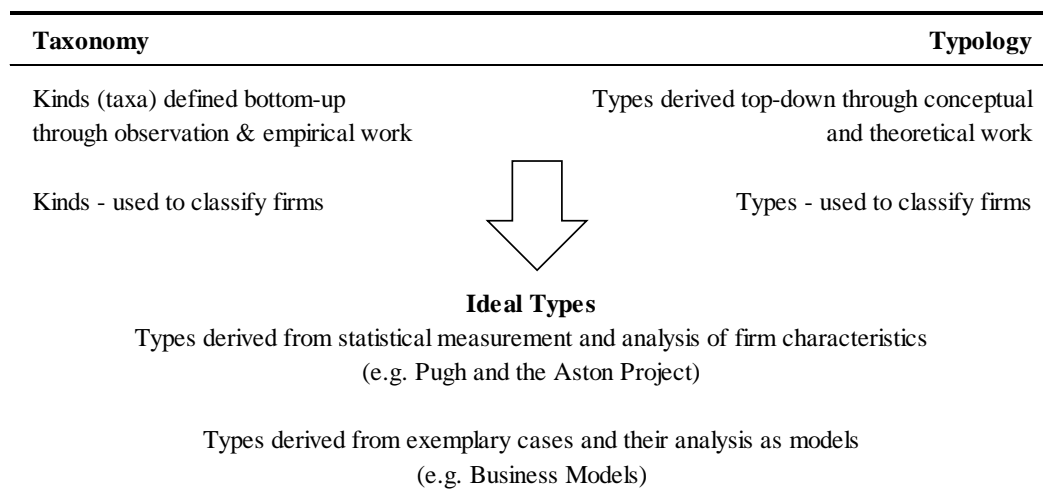 Taxonomy Typology
Kinds (taxa) defined bottom-up
through observation & empirical work
Types derived top-down through conceptual
and theoretical work
Kinds - used to classify firms
Types - used to classify firms
Ideal Types
Types derived from statistical measurement and analysis of firm characteristics
(e.g. Pugh and the Aston Project)
Types derived from exemplary cases and their analysis as models
(e.g. Business Models)